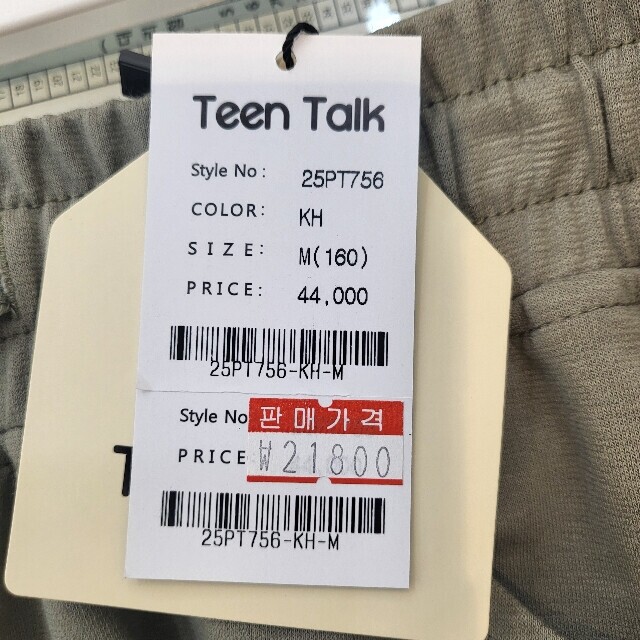 Teen Talk
Style No : 25PT756
COLOR: KH
SIZE: M(160)
PRICE: 44,000
25PT756-KH-M
Style No 판매가격
PRICE ₩21800
25PT756-KH-M
T